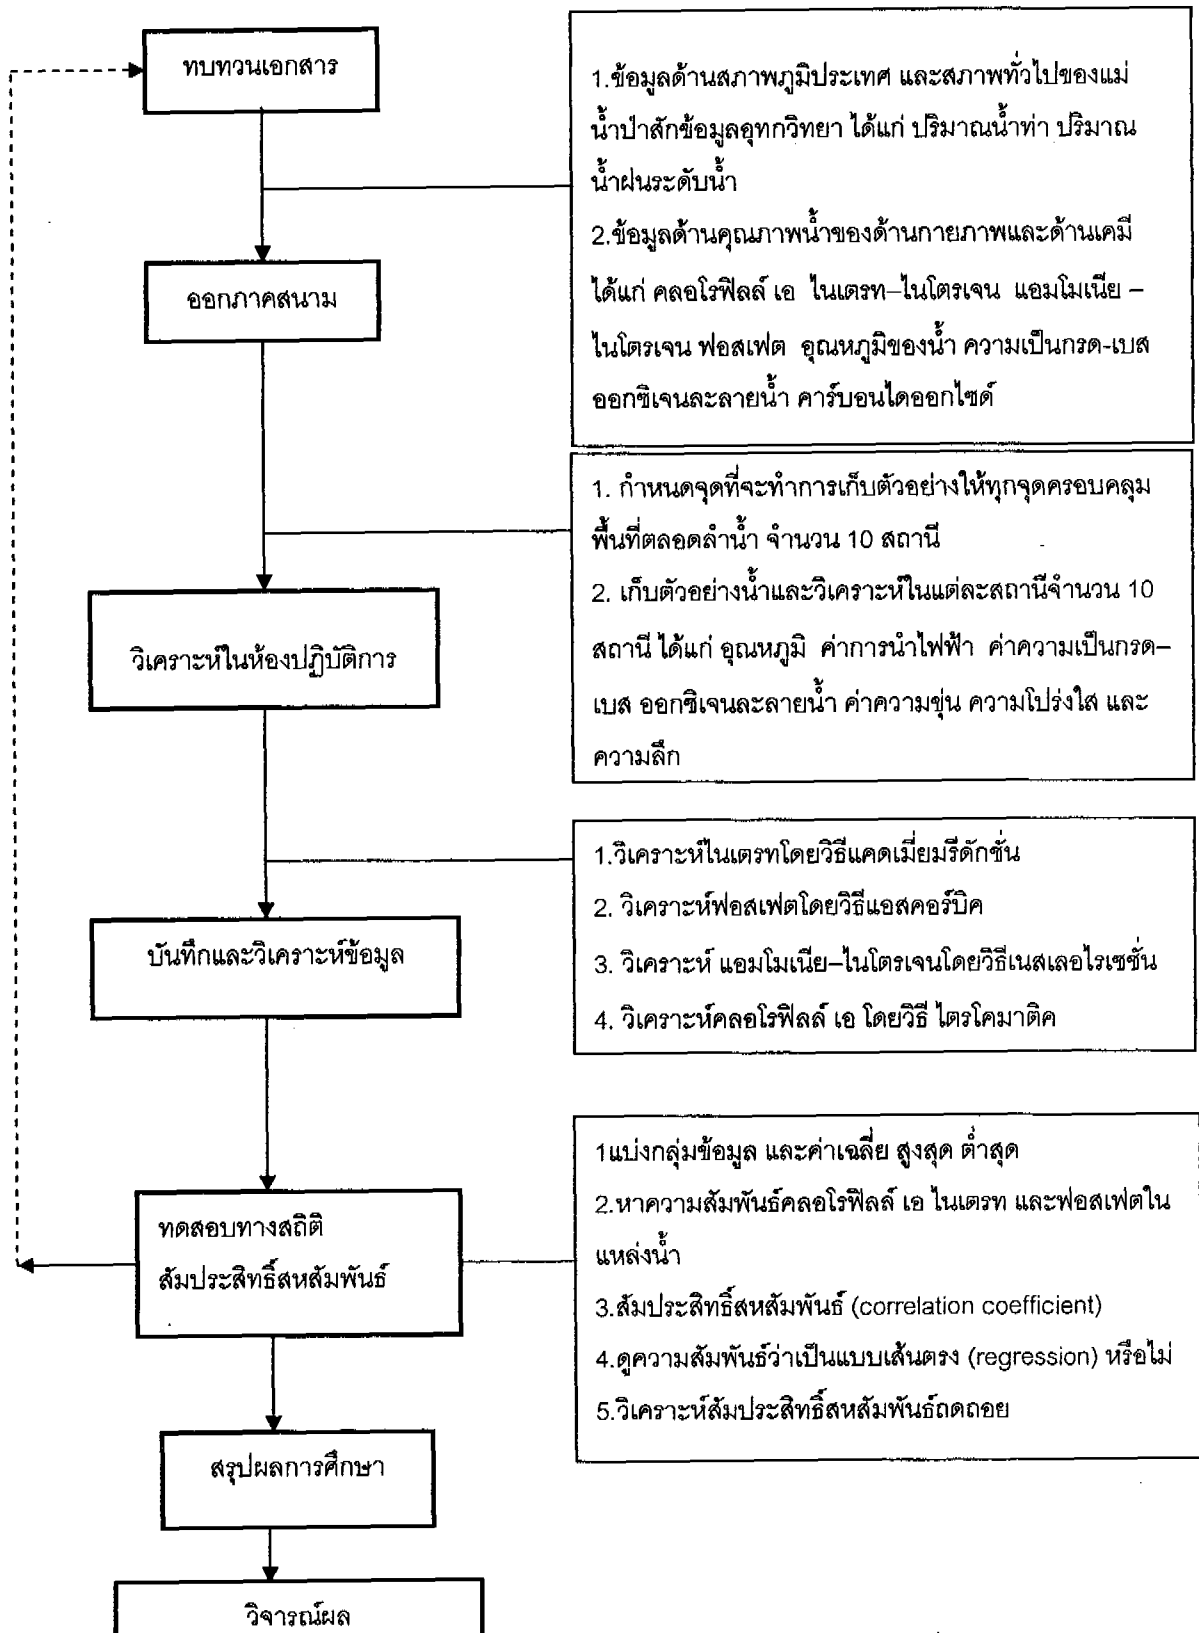 ทบทวนเอกสาร
1.ข้อมูลด้านสภาพภูมิประเทศ และสภาพทั่วไปของแม่
น้ำป่าสักข้อมูลอุทกวิทยา ได้แก่ ปริมาณน้ำท่า ปริมาณ
น้ำฝนระดับน้ำ
2.ข้อมูลด้านคุณภาพน้ำของด้านกายภาพและด้านเคมี
ได้แก่ คลอโรฟิลล์ เอ ไนเตรท–ไนโตรเจน แอมโมเนีย –
ไนโตรเจน ฟอสเฟต อุณหภูมิของน้ำ ความเป็นกรด-เบส
ออกซิเจนละลายน้ำ คาร์บอนไดออกไซด์
ออกภาคสนาม
1. กำหนดจุดที่จะทำการเก็บตัวอย่างให้ทุกจุดครอบคลุม
พื้นที่ตลอดลำน้ำ จำนวน 10 สถานี
2. เก็บตัวอย่างน้ำและวิเคราะห์ในแต่ละสถานีจำนวน 10
สถานี ได้แก่ อุณหภูมิ ค่าการนำไฟฟ้า ค่าความเป็นกรด–
เบส ออกซิเจนละลายน้ำ ค่าความขุ่น ความโปร่งใส และ
ความลึก
วิเคราะห์ในห้องปฏิบัติการ
1.วิเคราะห์ไนเตรทโดยวิธีแคดเมี่ยมรีดักชั่น
2. วิเคราะห์ฟอสเฟตโดยวิธีแอสคอร์บิค
3. วิเคราะห์ แอมโมเนีย–ไนโตรเจนโดยวิธีเนสเลอไรเซชั่น
4. วิเคราะห์คลอโรฟิลล์ เอ โดยวิธี ไตรโคมาติค
บันทึกและวิเคราะห์ข้อมูล
1แบ่งกลุ่มข้อมูล และค่าเฉลี่ย สูงสุด ต่ำสุด
2.หาความสัมพันธ์คลอโรฟิลล์ เอ ไนเตรท และฟอสเฟตใน
แหล่งน้ำ
3.สัมประสิทธิ์สหสัมพันธ์ (correlation coefficient)
4.ดูความสัมพันธ์ว่าเป็นแบบเส้นตรง (regression) หรือไม่
5.วิเคราะห์สัมประสิทธิ์สหสัมพันธ์ถดถอย
ทดสอบทางสถิติ
สัมประสิทธิ์สหสัมพันธ์
สรุปผลการศึกษา
วิจารณ์ผล